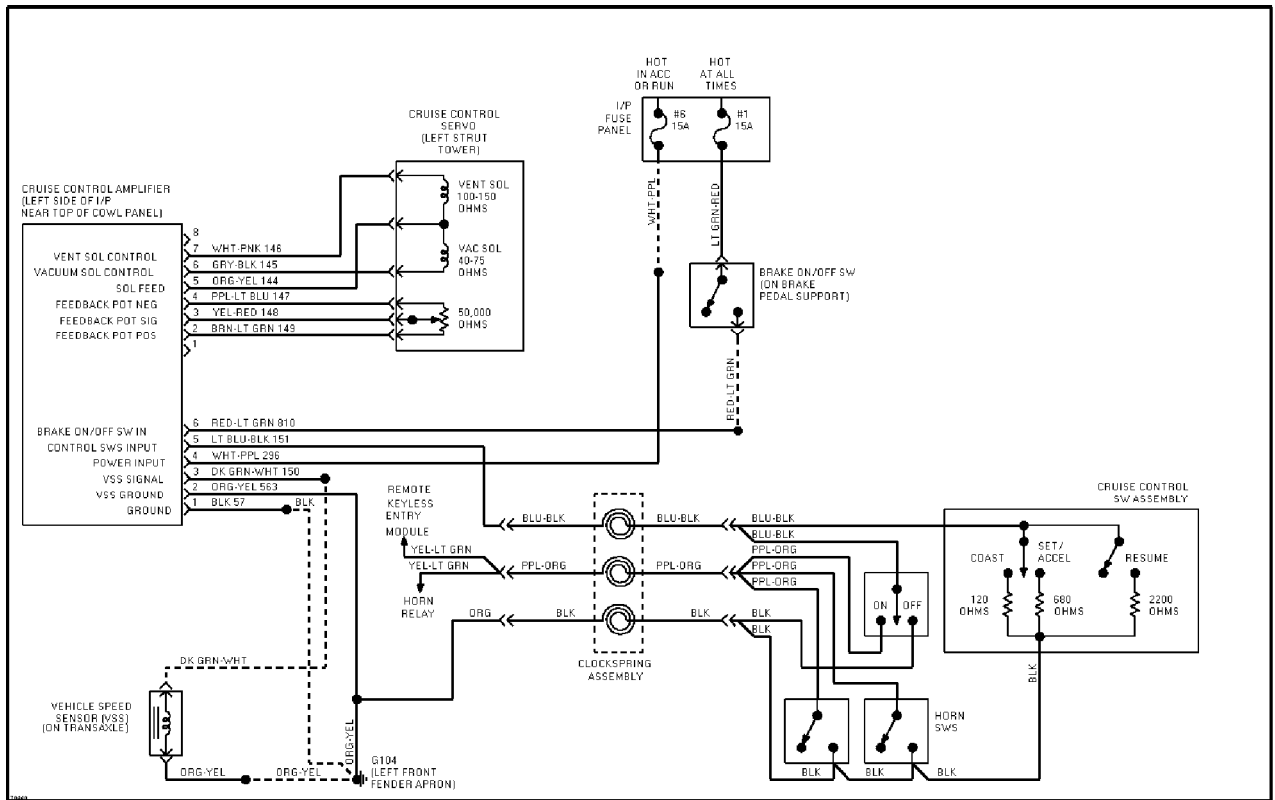 HOT
IN ACC
OR RUN
HOT
AT ALL
TIMES
I/P
FUSE
PANEL
#6
15A
#1
15A
CRUISE CONTROL
SERVO
(LEFT STRUT
TOWER)
VENT SOL
100-150
OHMS
VAC SOL
40-75
OHMS
50,000
OHMS
CRUISE CONTROL AMPLIFIER
(LEFT SIDE OF I/P
NEAR TOP OF COWL PANEL)
8
VENT SOL CONTROL 7 WHT-PNK 146
VACUUM SOL CONTROL 6 GRY-BLK 145
SOL FEED 5 ORG-YEL 144
FEEDBACK POT NEG 4 PPL-LT BLU 147
FEEDBACK POT SIG 3 YEL-RED 148
FEEDBACK POT POS 2 BRN-LT GRN 149
1
WHT-PPL
LT GRN-RED
BRAKE ON/OFF SW
(ON BRAKE
PEDAL SUPPORT)
RED-LT GRN
BRAKE ON/OFF SW IN 6 RED-LT GRN 810
CONTROL SWS INPUT 5 LT BLU-BLK 151
POWER INPUT 4 WHT-PPL 296
VSS SIGNAL 3 DK GRN-WHT 150
VSS GROUND 2 ORG-YEL 563
GROUND 1 BLK 57 BLK
REMOTE
KEYLESS
ENTRY
MODULE
YEL-LT GRN
YEL-LT GRN
HORN
RELAY
BLU-BLK
BLU-BLK
BLU-BLK
BLU-BLK
PPL-ORG
PPL-ORG
PPL-ORG
PPL-ORG
PPL-ORG
ORG
BLK
BLK
BLK
BLK
CLOCKSPRING
ASSEMBLY
ON
OFF
CRUISE CONTROL
SW ASSEMBLY
COAST
SET/
ACCEL
RESUME
120
OHMS
680
OHMS
2200
OHMS
BLK
HORN
SWS
BLK
BLK
BLK
DK GRN-WHT
VEHICLE SPEED
SENSOR (VSS)
(ON TRANSAXLE)
ORG-YEL
ORG-YEL
ORG-YEL
G104
(LEFT FRONT
FENDER APRON)